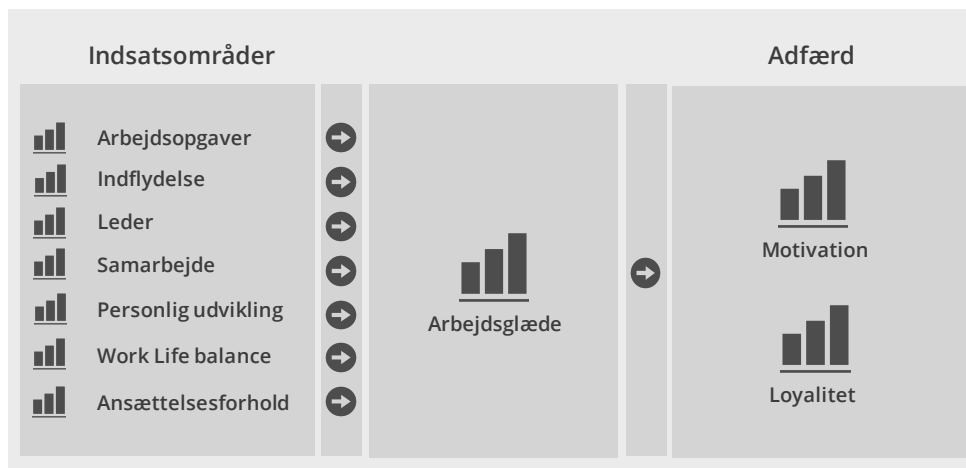 Indsatsområder
Arbejdsopgaver
Indflydelse
Leder
Samarbejde
Personlig udvikling
Work Life balance
Ansættelsesforhold
Arbejdsglæde
Adfærd
Motivation
Loyalitet